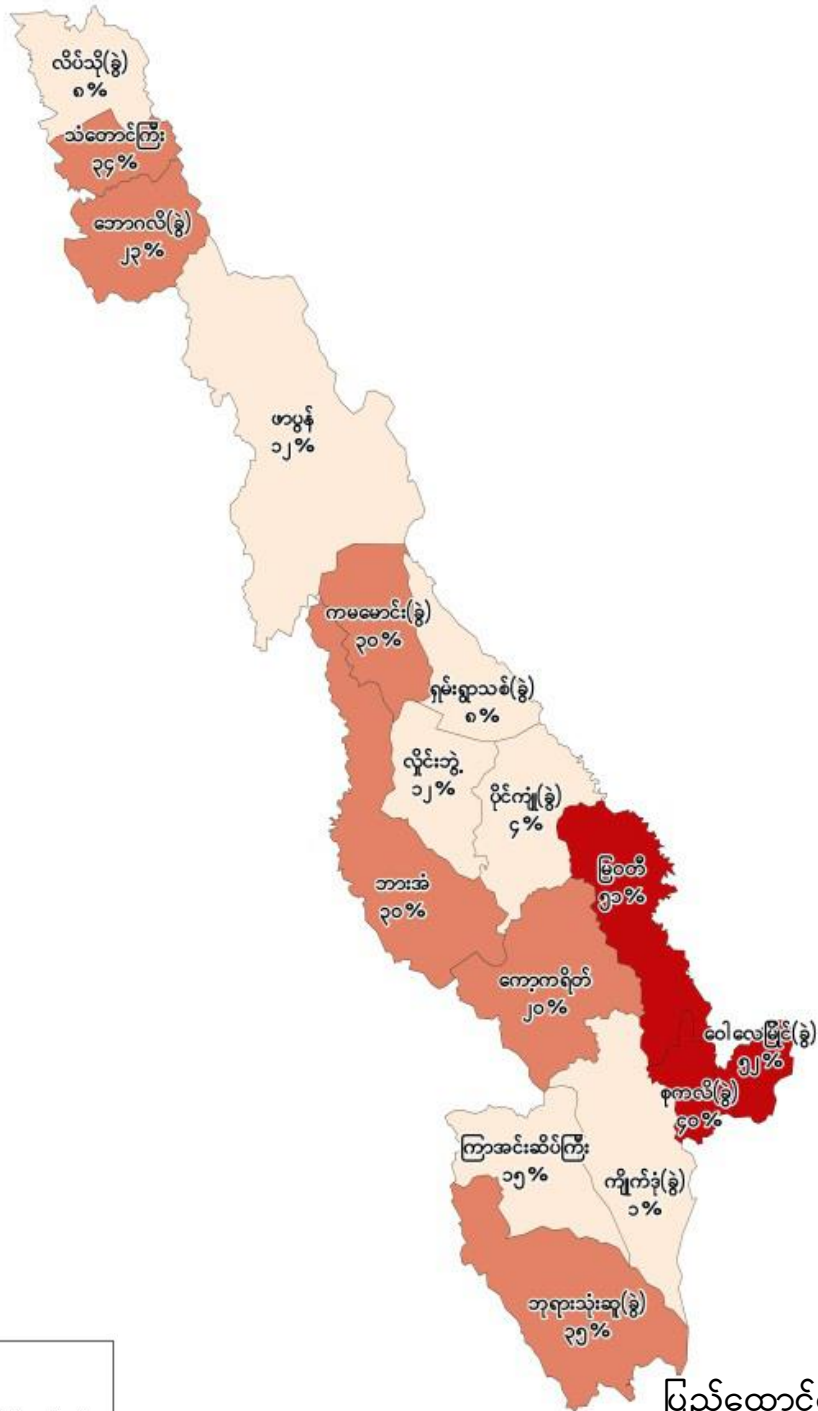 လိပ်သို(ခွဲ)
၈%
သံတောင်ကြီး
၃၄%
ဘောဂလိ(ခွဲ)
၂၃%
ဖာပွန်
၁၂%
ကမမောင်း(ခွဲ)
၃၀%
ရှမ်းရွာသစ်(ခွဲ)
၈%
လှိုင်းဘွဲ့
၁၂%
ပိုင်ကျုံ(ခွဲ)
၄%
မြဝတီ
၅၁%
ဘားအံ
၃၀%
ကော့ကရိတ်
၂၀%
ဝေါလေမြိုင်(ခွဲ)
၅၂%
စုကလိ(ခွဲ)
၄၀%
ကြာအင်းဆိပ်ကြီး
၁၅%
ကျိုက်ဒုံ(ခွဲ)
၁%
ဘုရားသုံးဆူ(ခွဲ)
၃၅%